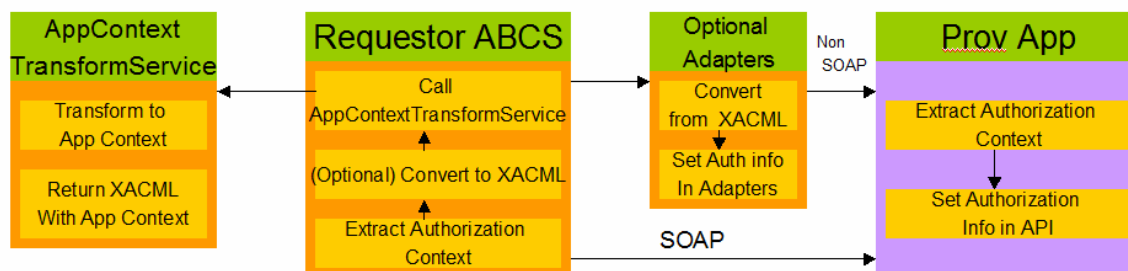 AppContext
TransformService
Transform to
App Context
Return XACML
With App Context
Requestor ABCS
Call
AppContextTransformService
(Optional) Convert to XACML
Extract Authorization
Context
Optional
Adapters
Convert
from XACML
Set Auth info
In Adapters
Non
SOAP
SOAP
Prov App
Extract Authorization
Context
Set Authorization
Info in API